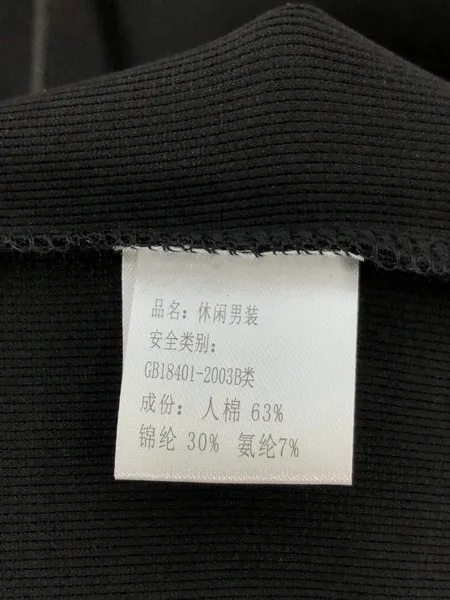 品名：休闲男装
安全类别：
GB18401-2003B类
成份：人棉 63%
锦纶 30% 氨纶7%